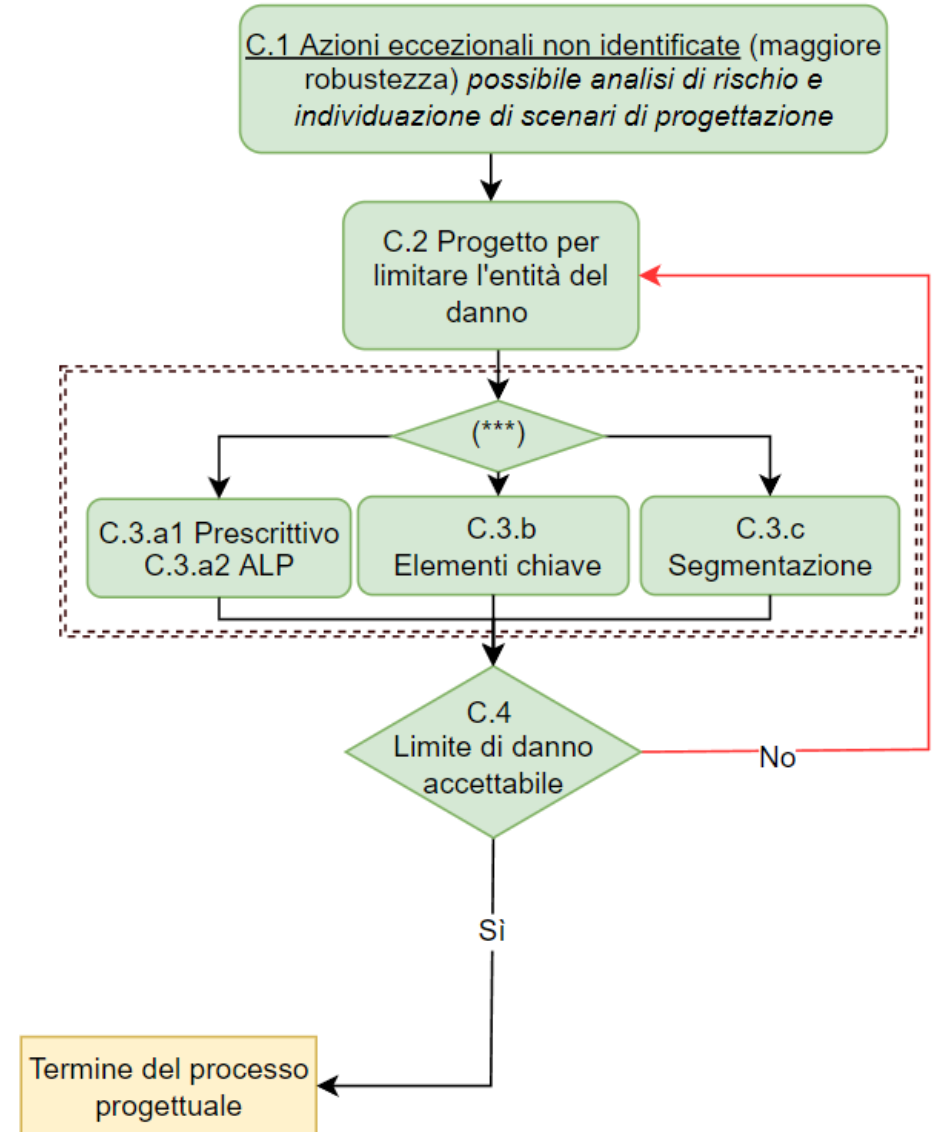 C.1 Azioni eccezionali non identificate (maggiore
robustezza) possibile analisi di rischio e
individuazione di scenari di progettazione
C.2 Progetto per
limitare l'entità del
danno
(***)
C.3.a1 Prescrittivo
C.3.a2 ALP
C.3.b
Elementi chiave
C.3.c
Segmentazione
C.4
Limite di danno
accettabile
No
Sì
Termine del processo
progettuale